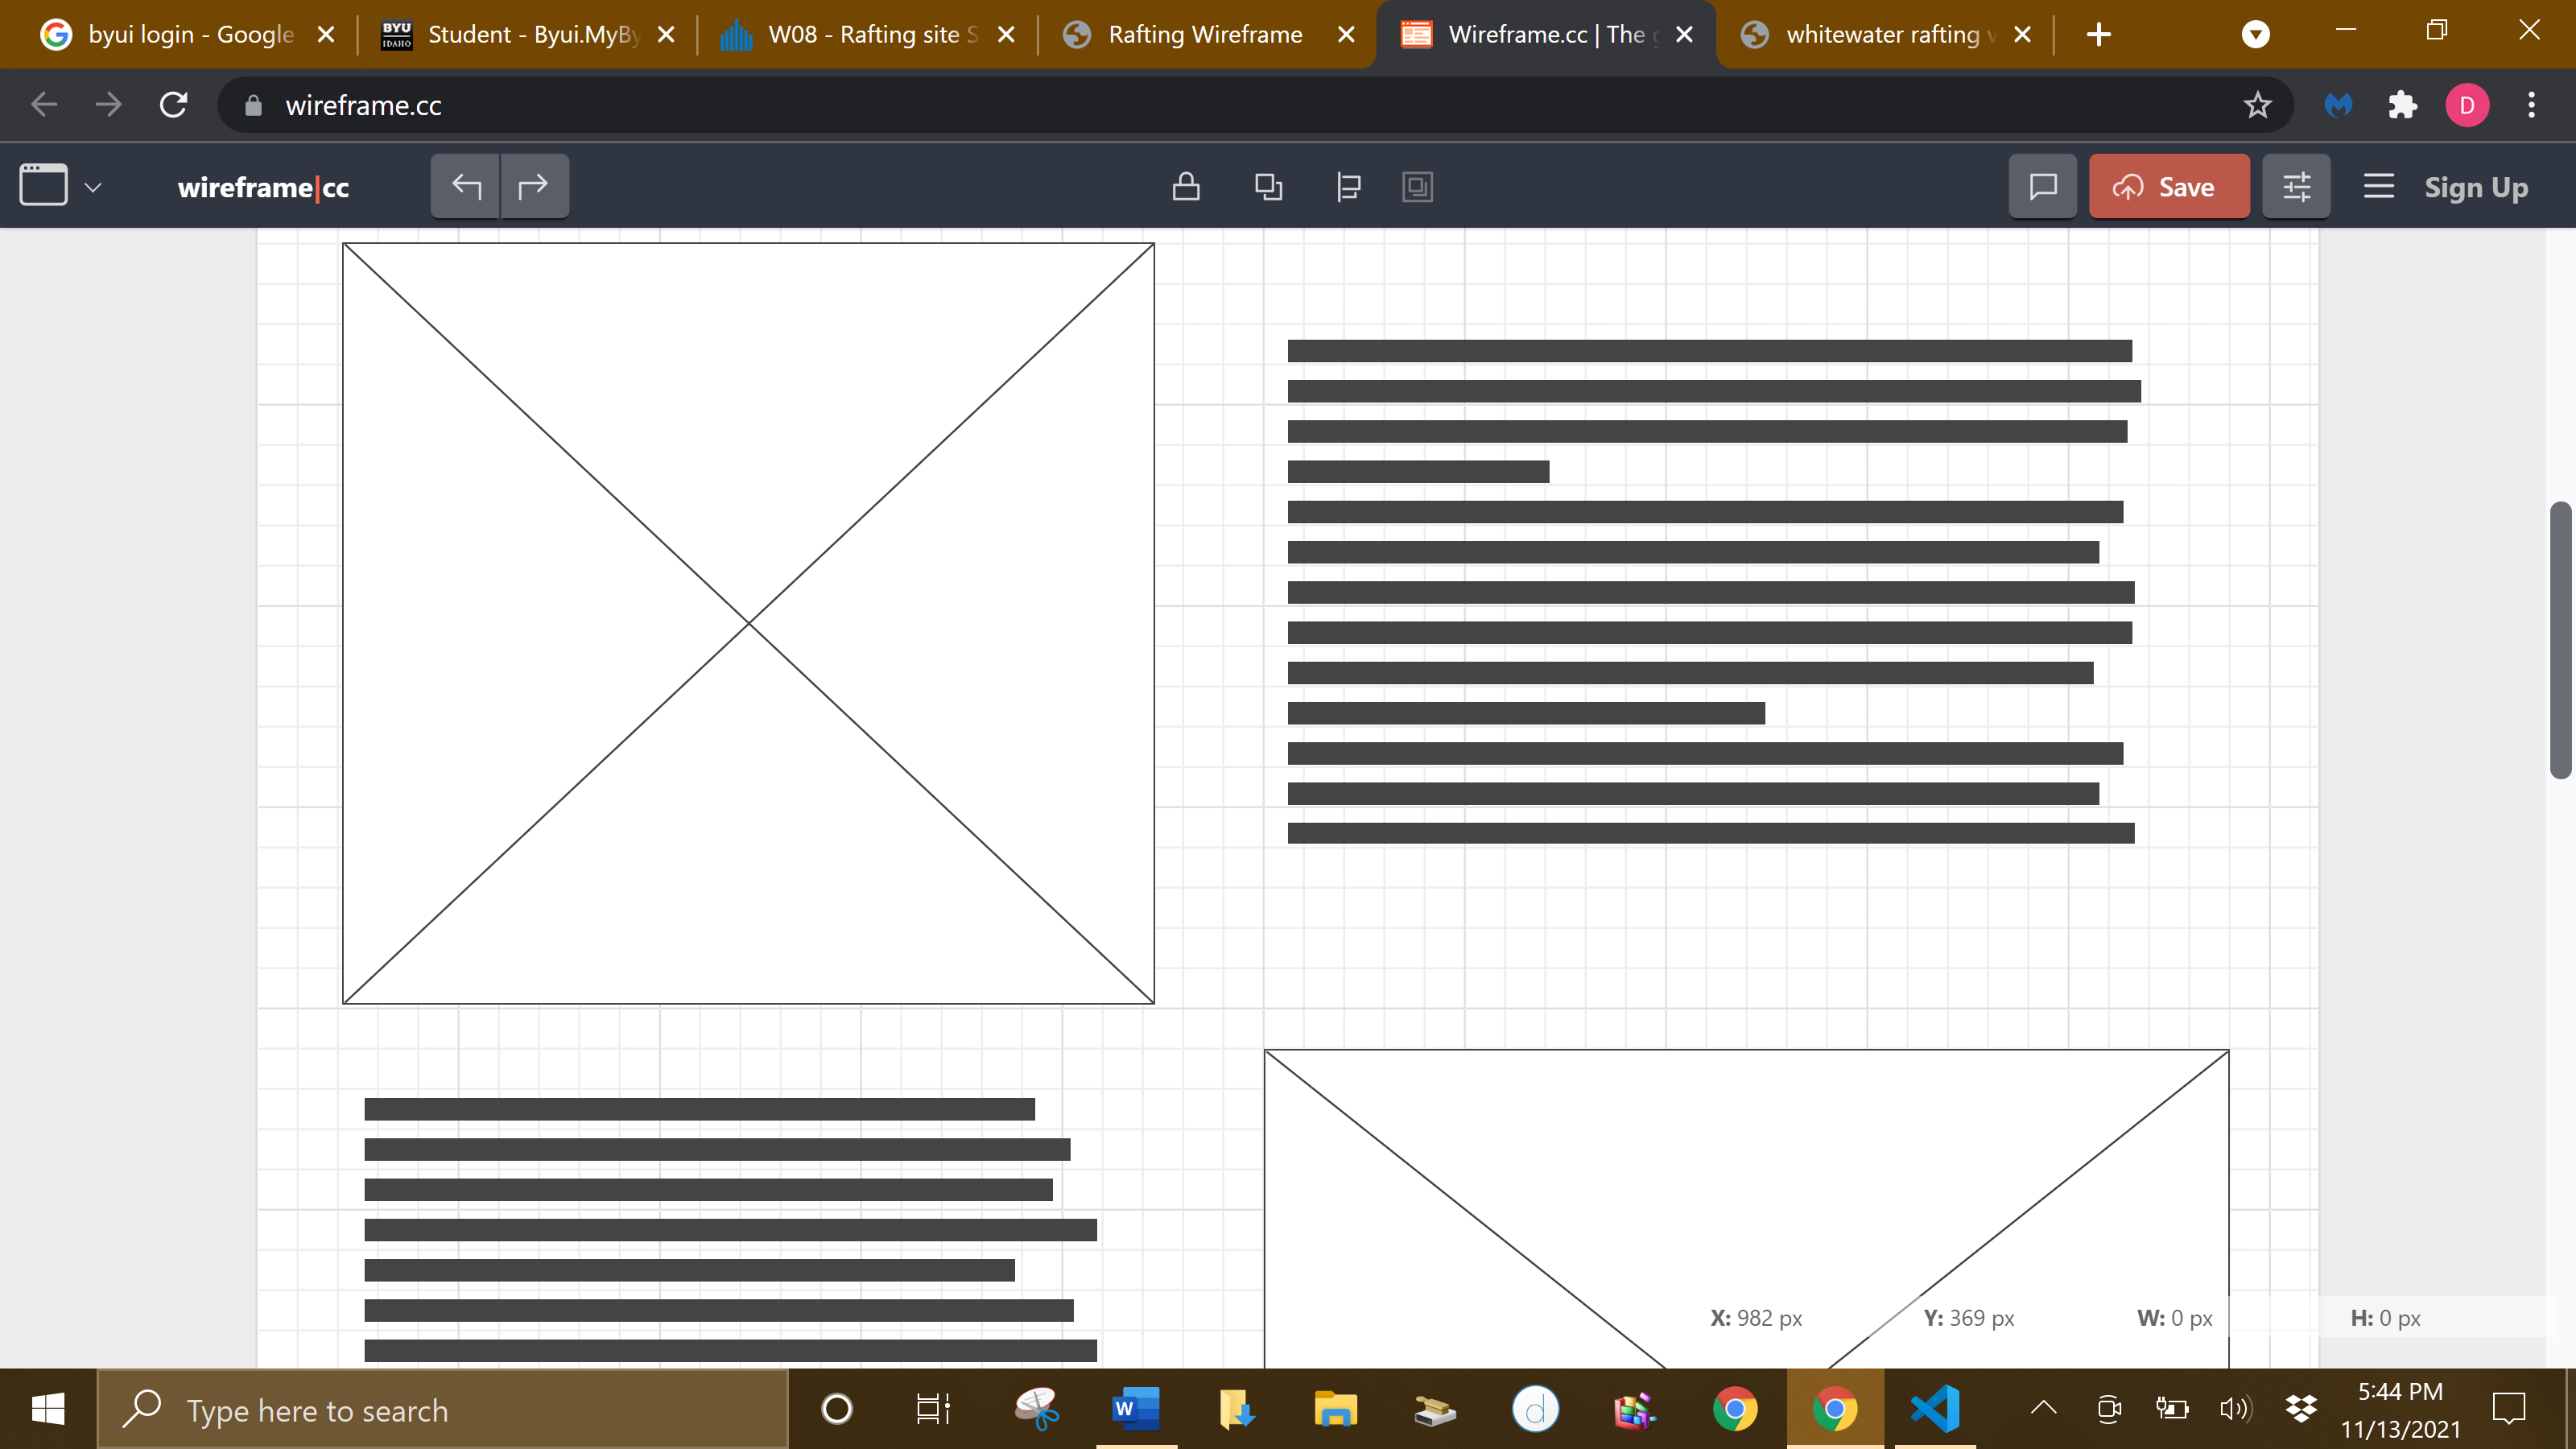 byui login - Google
BYU
IDAHO
Student - Byui.MyBy
W08 - Rafting site S
Rafting Wireframe
Wireframe.cc | The g
whitewater rafting v
wireframe.cc
D
wireframe|cc
Save
Sign Up
X: 982 px
Y: 369 px
W: 0 px
H: 0 px
Type here to search
W
d
5:44 PM
11/13/2021